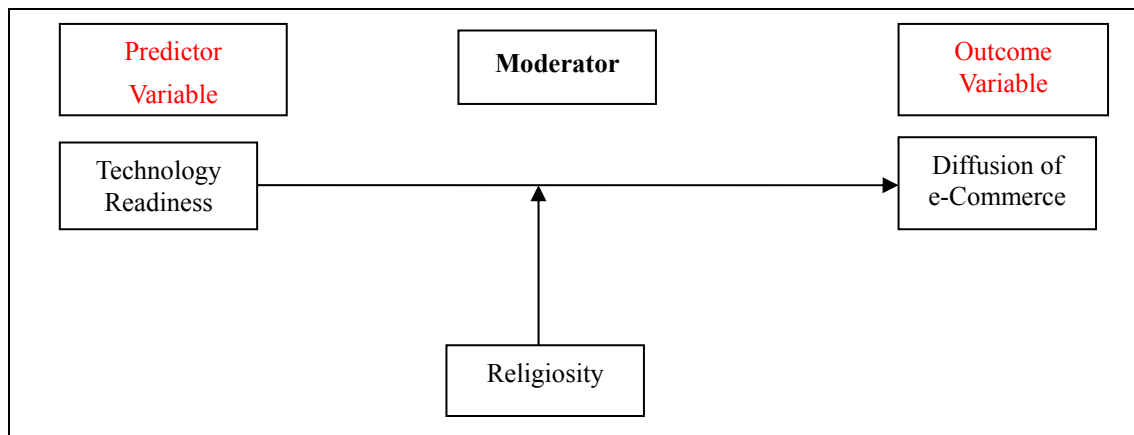 Predictor
Variable
Moderator
Outcome
Variable
Technology
Readiness
Diffusion of
e-Commerce
Religiosity